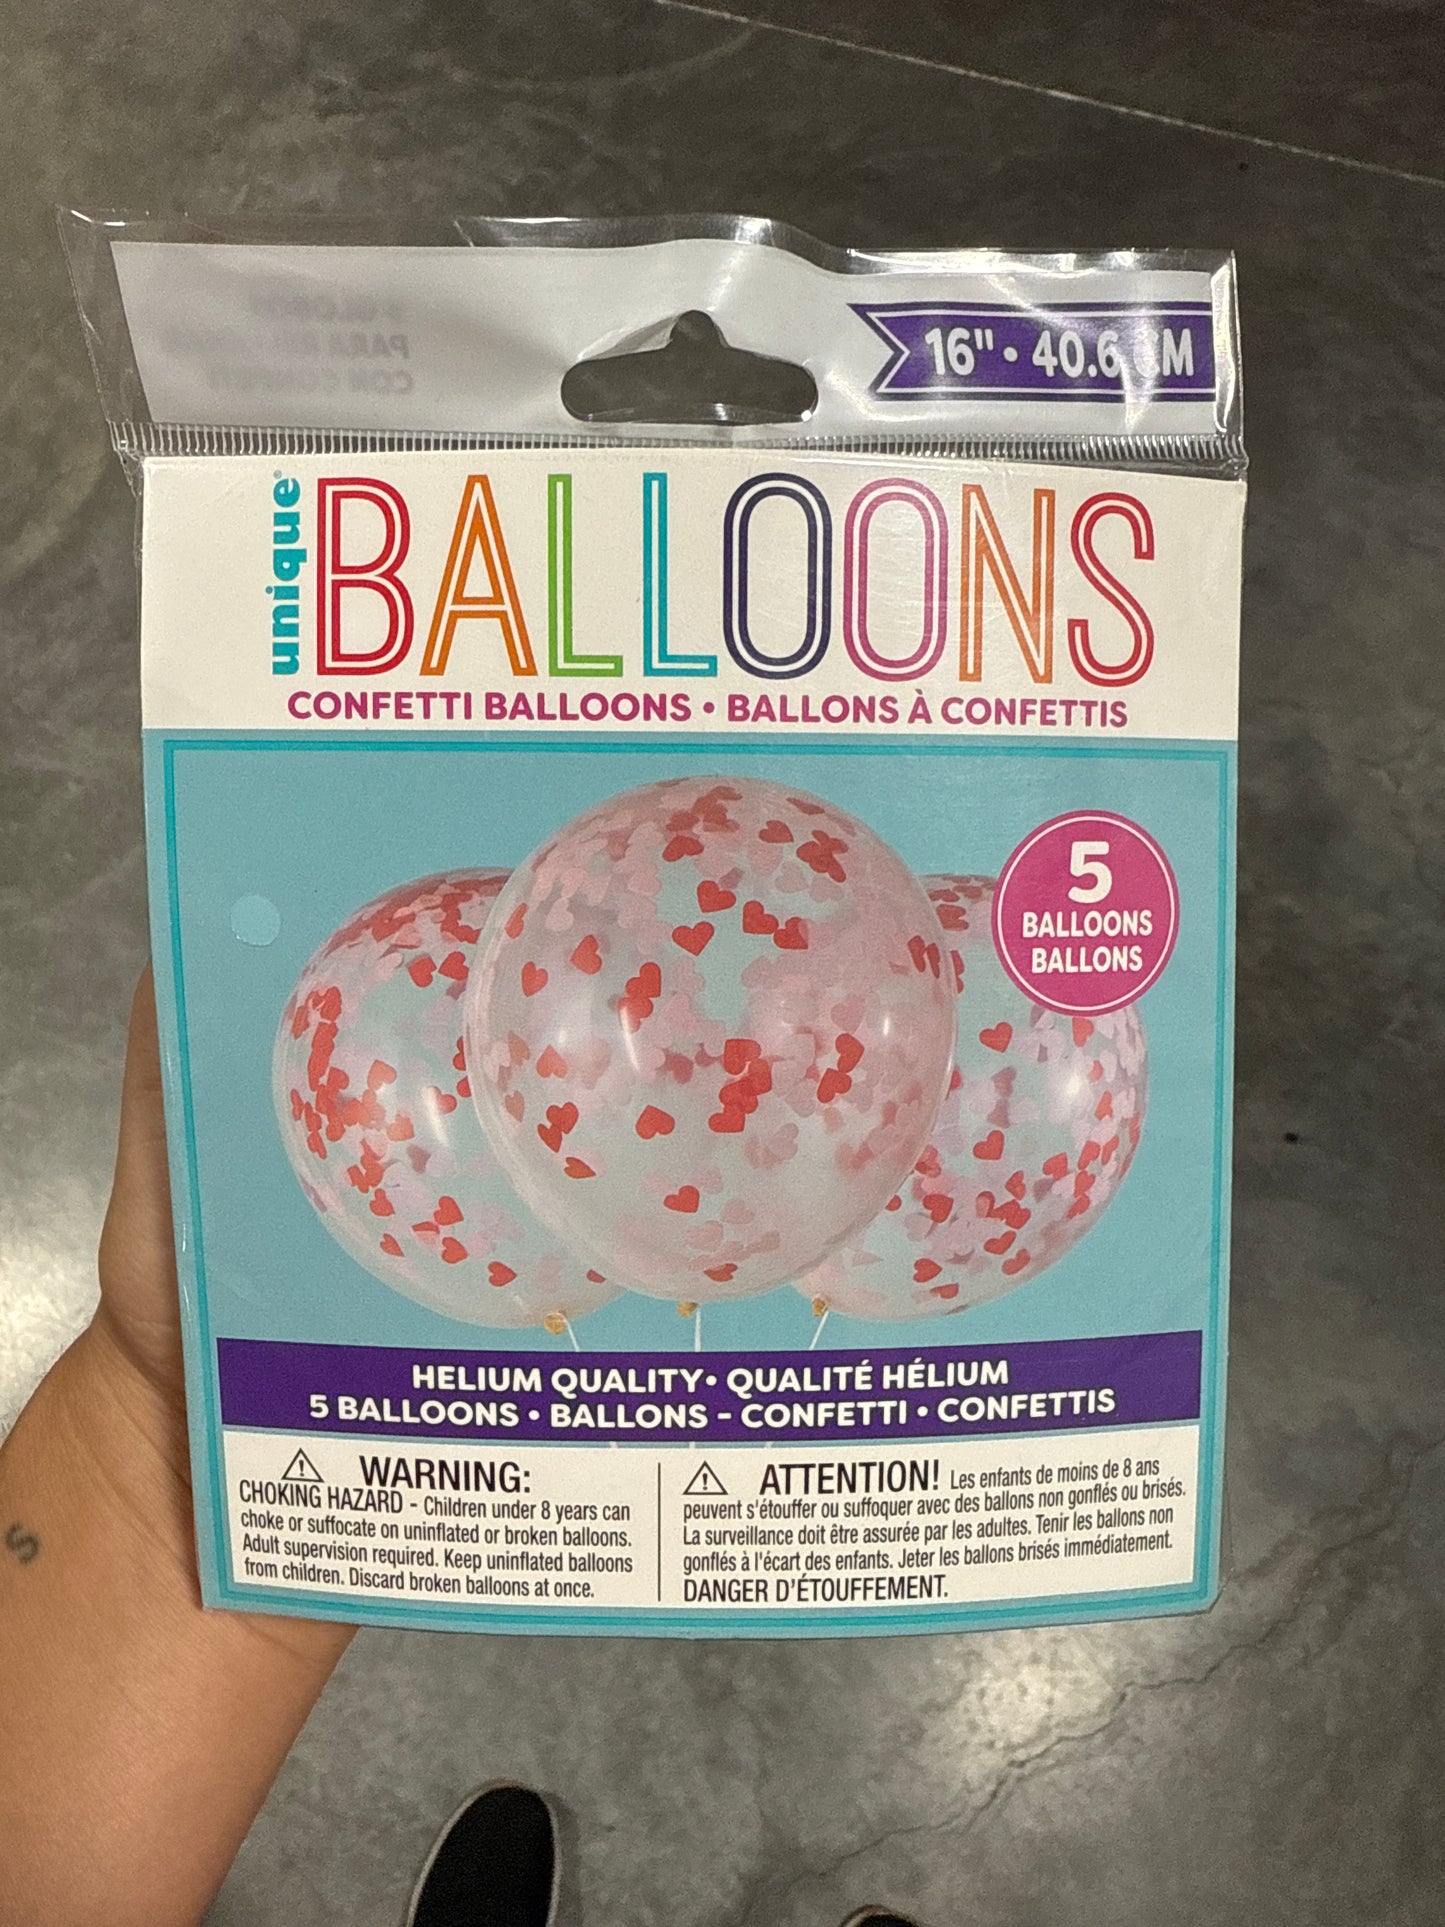 16" • 40.6 CM
unique®
BALLOONS
CONFETTI BALLOONS • BALLONS À CONFETTIS
5
BALLOONS
BALLONS
HELIUM QUALITY • QUALITÉ HÉLIUM
5 BALLOONS • BALLONS - CONFETTI • CONFETTIS
WARNING:
CHOKING HAZARD - Children under 8 years can
choke or suffocate on uninflated or broken balloons.
Adult supervision required. Keep uninflated balloons
from children. Discard broken balloons at once.
ATTENTION! Les enfants de moins de 8 ans
peuvent s'étouffer ou suffoquer avec des ballons non gonflés ou brisés.
La surveillance doit être assurée par les adultes. Tenir les ballons non
gonflés à l'écart des enfants. Jeter les ballons brisés immédiatement.
DANGER D'ÉTOUFFEMENT.
S